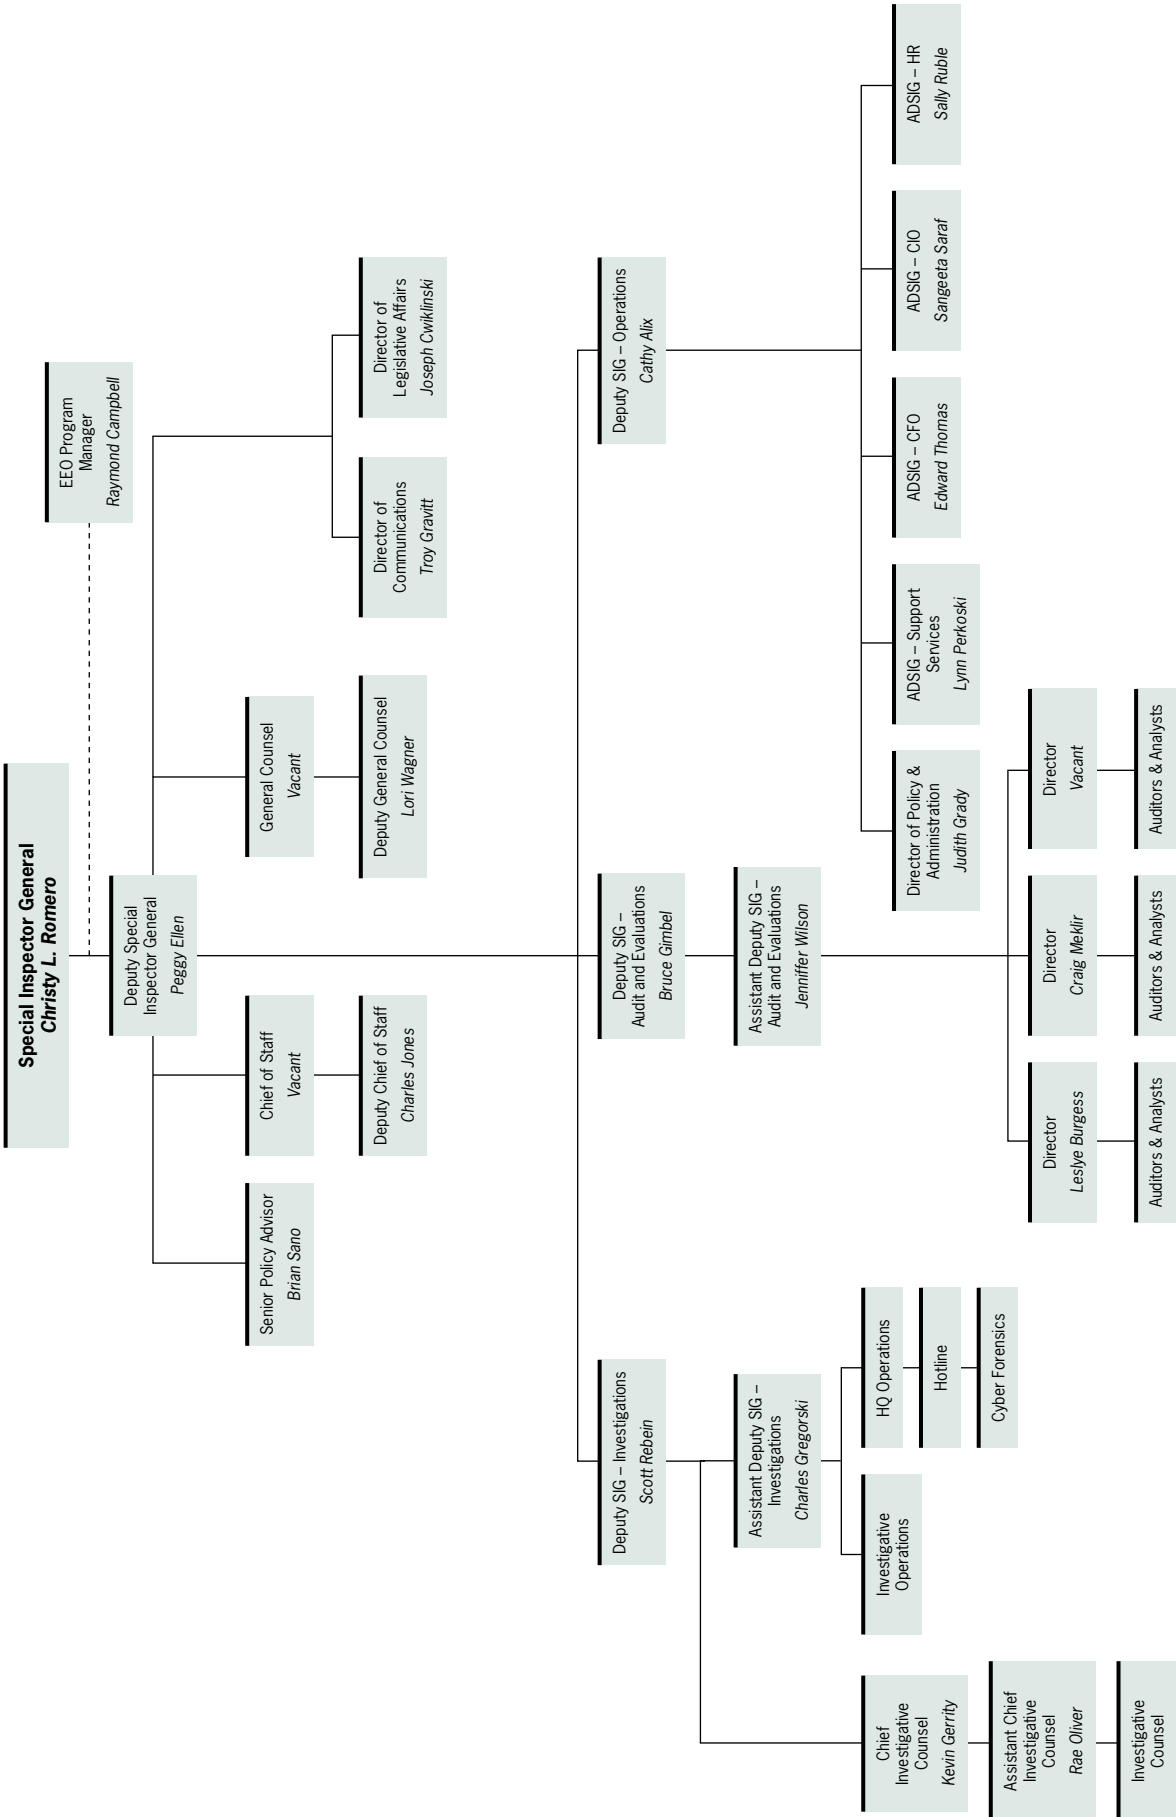 Special Inspector General
Christy L. Romero
EEO Program
Manager
Raymond Campbell
Deputy Special
Inspector General
Peggy Ellen
Senior Policy Advisor
Brian Sano
Chief of Staff
Vacant
Deputy Chief of Staff
Charles Jones
General Counsel
Vacant
Deputy General Counsel
Lori Wagner
Director of
Communications
Troy Gravitt
Director of
Legislative Affairs
Joseph Cwiklinski
Deputy SIG – Investigations
Scott Rebein
Deputy SIG –
Audit and Evaluations
Bruce Gimbel
Deputy SIG – Operations
Cathy Alix
Assistant Deputy SIG –
Investigations
Charles Gregorski
Assistant Deputy SIG –
Audit and Evaluations
Jenniffer Wilson
Chief
Investigative
Counsel
Kevin Gerrity
Assistant Chief
Investigative
Counsel
Rae Oliver
Investigative
Counsel
Investigative
Operations
HQ Operations
Hotline
Cyber Forensics
Director of Policy &
Administration
Judith Grady
ADSIG – Support
Services
Lynn Perkoski
ADSIG – CFO
Edward Thomas
ADSIG – CIO
Sangeeta Saraf
ADSIG – HR
Sally Ruble
Director
Leslye Burgess
Auditors & Analysts
Director
Craig Meklir
Auditors & Analysts
Director
Vacant
Auditors & Analysts